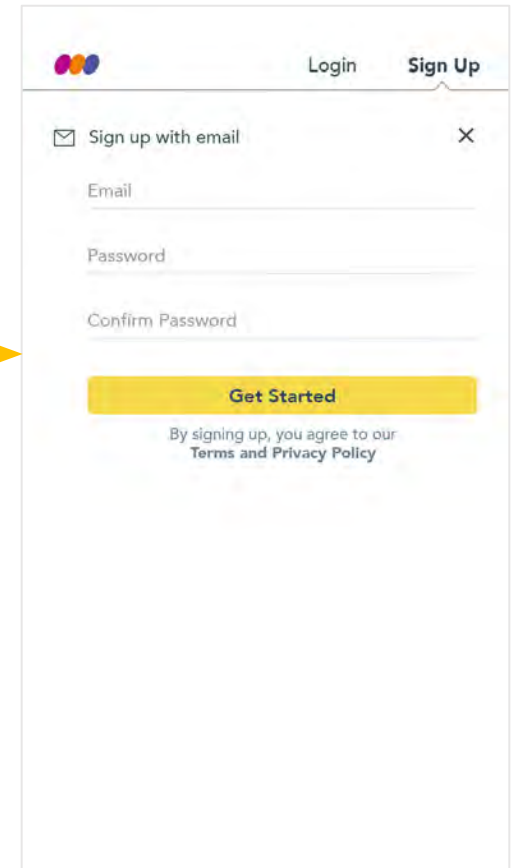 Login Sign Up
Sign up with email
Email
Password
Confirm Password
Get Started
By signing up, you agree to our
Terms and Privacy Policy